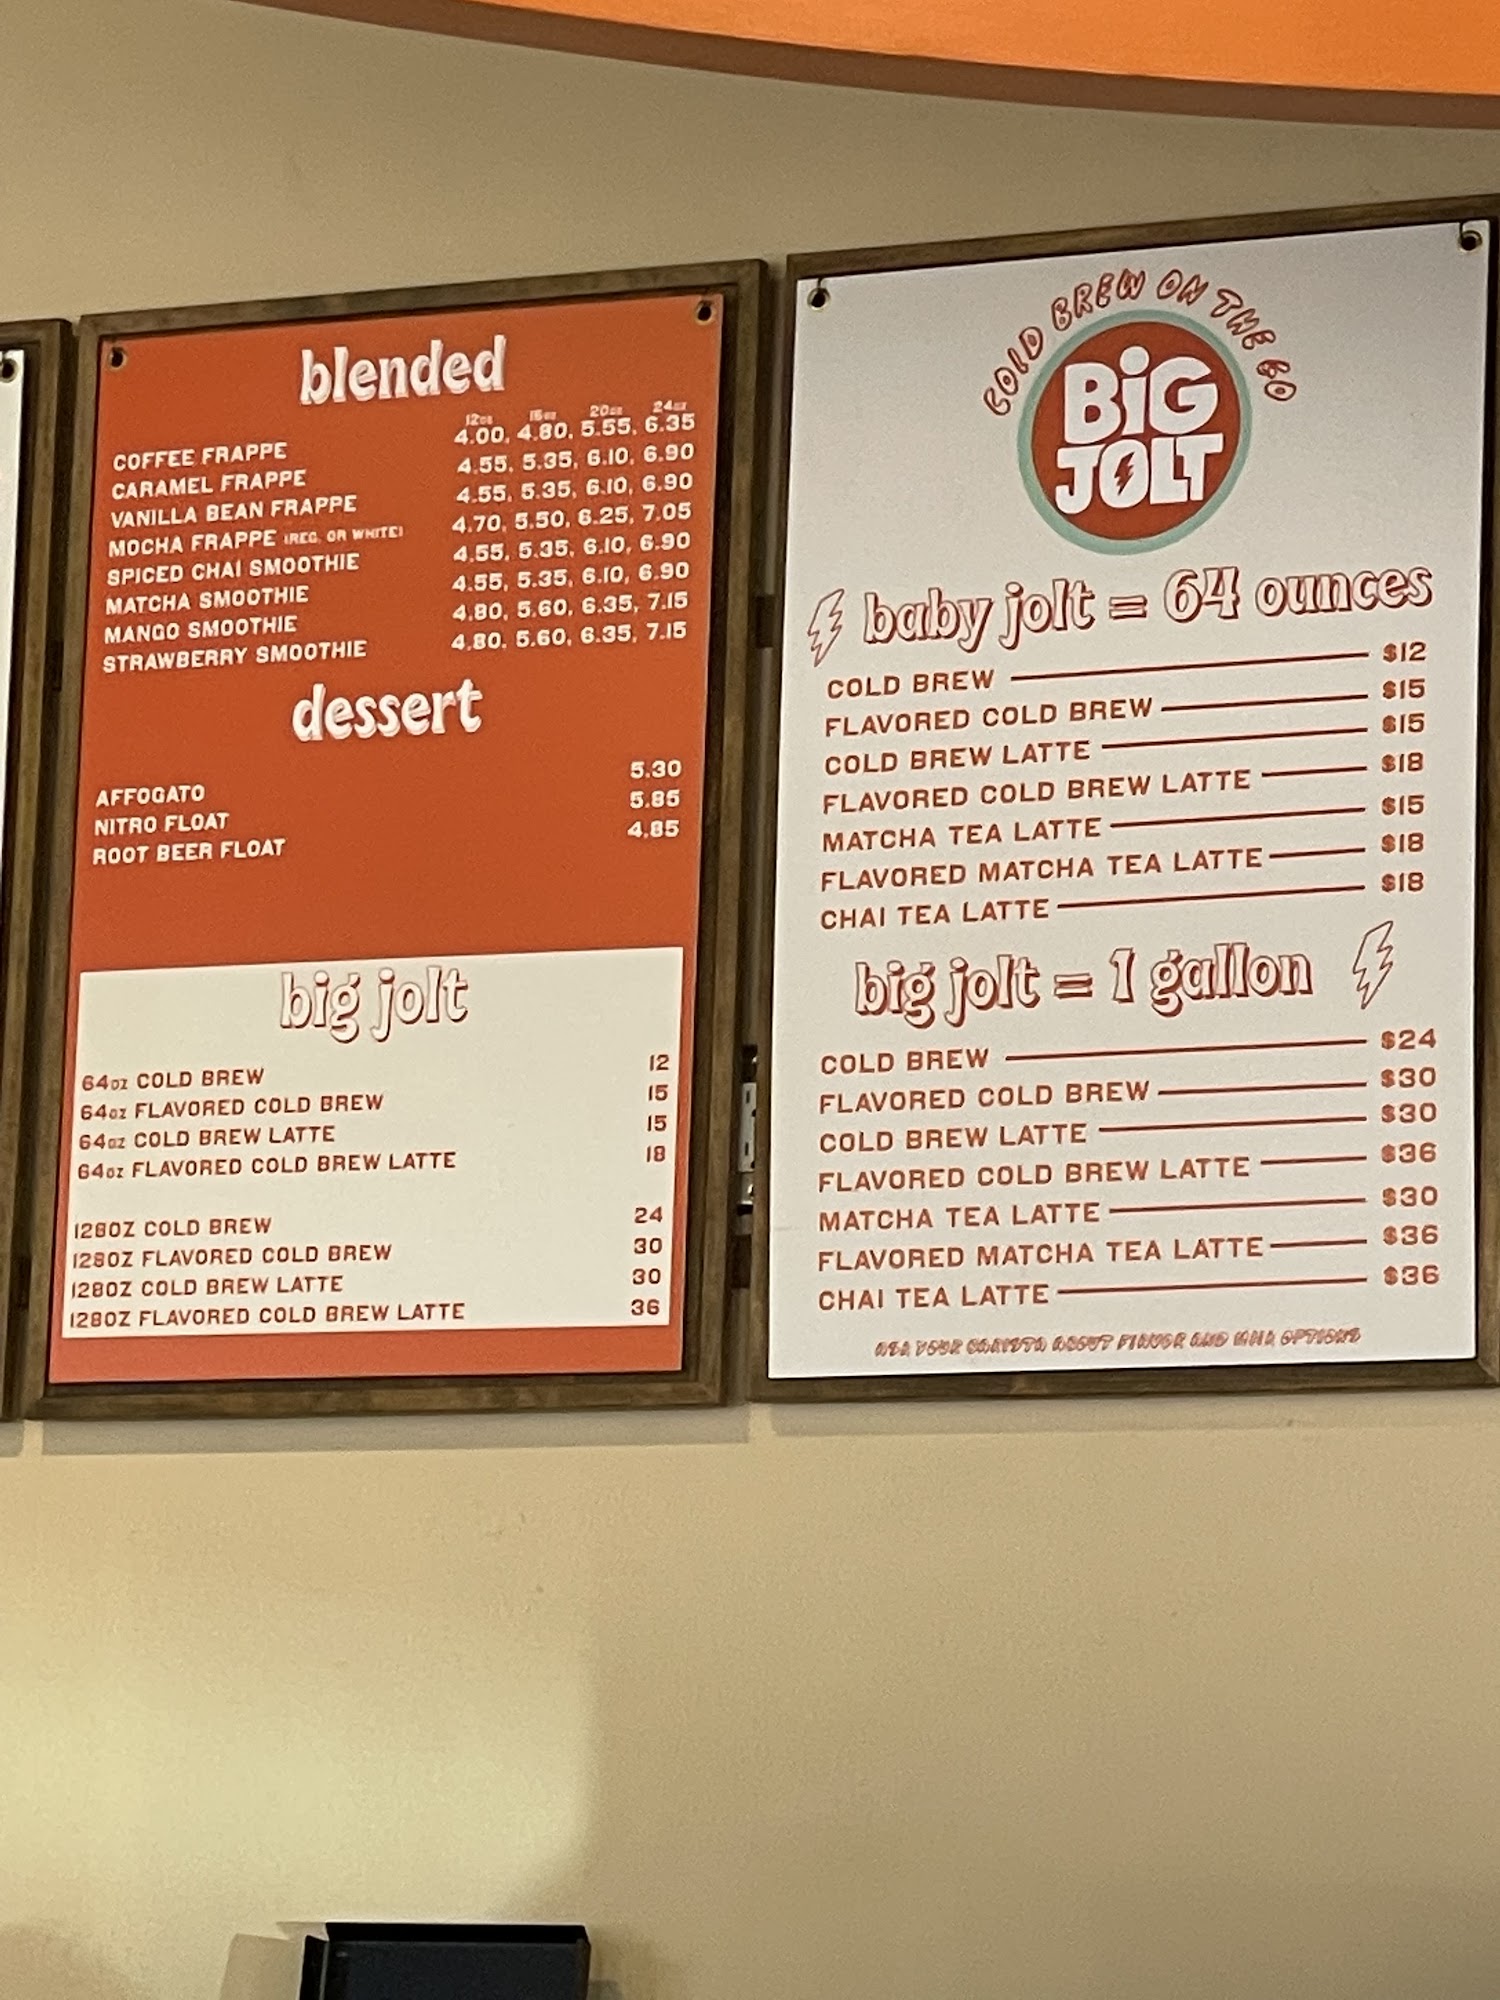 blended
12oz 16oz 20oz 24oz
COFFEE FRAPPE 4.00, 4.80, 5.55, 6.35
CARAMEL FRAPPE 4.55, 5.35, 6.10, 6.90
VANILLA BEAN FRAPPE 4.55, 5.35, 6.10, 6.90
MOCHA FRAPPE (REG. OR WHITE) 4.70, 5.50, 6.25, 7.05
SPICED CHAI SMOOTHIE 4.55, 5.35, 6.10, 6.90
MATCHA SMOOTHIE 4.55, 5.35, 6.10, 6.90
MANGO SMOOTHIE 4.80, 5.60, 6.35, 7.15
STRAWBERRY SMOOTHIE 4.80, 5.60, 6.35, 7.15
dessert
AFFOGATO 5.30
NITRO FLOAT 5.85
ROOT BEER FLOAT 4.85
big jolt
64oz COLD BREW 12
64oz FLAVORED COLD BREW 15
64oz COLD BREW LATTE 15
64oz FLAVORED COLD BREW LATTE 18
128OZ COLD BREW 24
128OZ FLAVORED COLD BREW 30
128OZ COLD BREW LATTE 30
128OZ FLAVORED COLD BREW LATTE 36
COLD BREW ON THE GO
BiG
JOLT
baby jolt = 64 ounces
COLD BREW $12
FLAVORED COLD BREW $15
COLD BREW LATTE $15
FLAVORED COLD BREW LATTE $18
MATCHA TEA LATTE $15
FLAVORED MATCHA TEA LATTE $18
CHAI TEA LATTE $18
big jolt = 1 gallon
COLD BREW $24
FLAVORED COLD BREW $30
COLD BREW LATTE $30
FLAVORED COLD BREW LATTE $36
MATCHA TEA LATTE $30
FLAVORED MATCHA TEA LATTE $36
CHAI TEA LATTE $36
ASK YOUR BARISTA ABOUT FLAVOR AND MILK OPTIONS